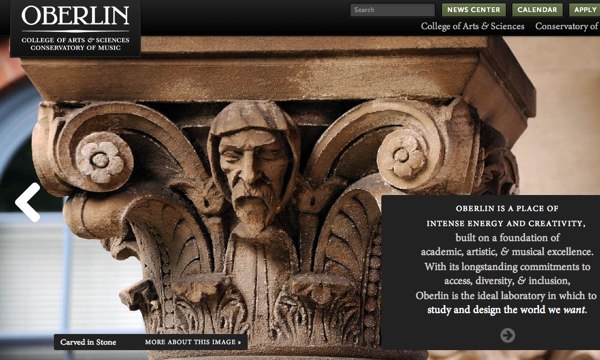 OBERLIN
COLLEGE OF ARTS & SCIENCES
CONSERVATORY OF MUSIC
Search
NEWS CENTER
CALENDAR
APPLY
College of Arts & Sciences
Conservatory of
OBERLIN IS A PLACE OF
INTENSE ENERGY AND CREATIVITY,
built on a foundation of
academic, artistic, & musical excellence.
With its longstanding commitments to
access, diversity, & inclusion,
Oberlin is the ideal laboratory in which to
study and design the world we want.
Carved in Stone
MORE ABOUT THIS IMAGE »